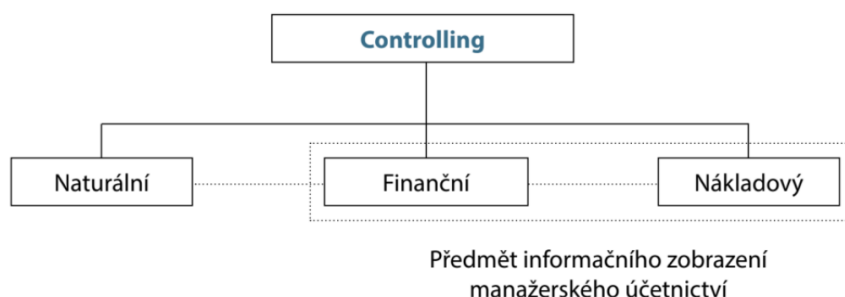 Controlling
Naturální
Finanční
Nákladový
Předmět informačního zobrazení
manažerského účetnictví